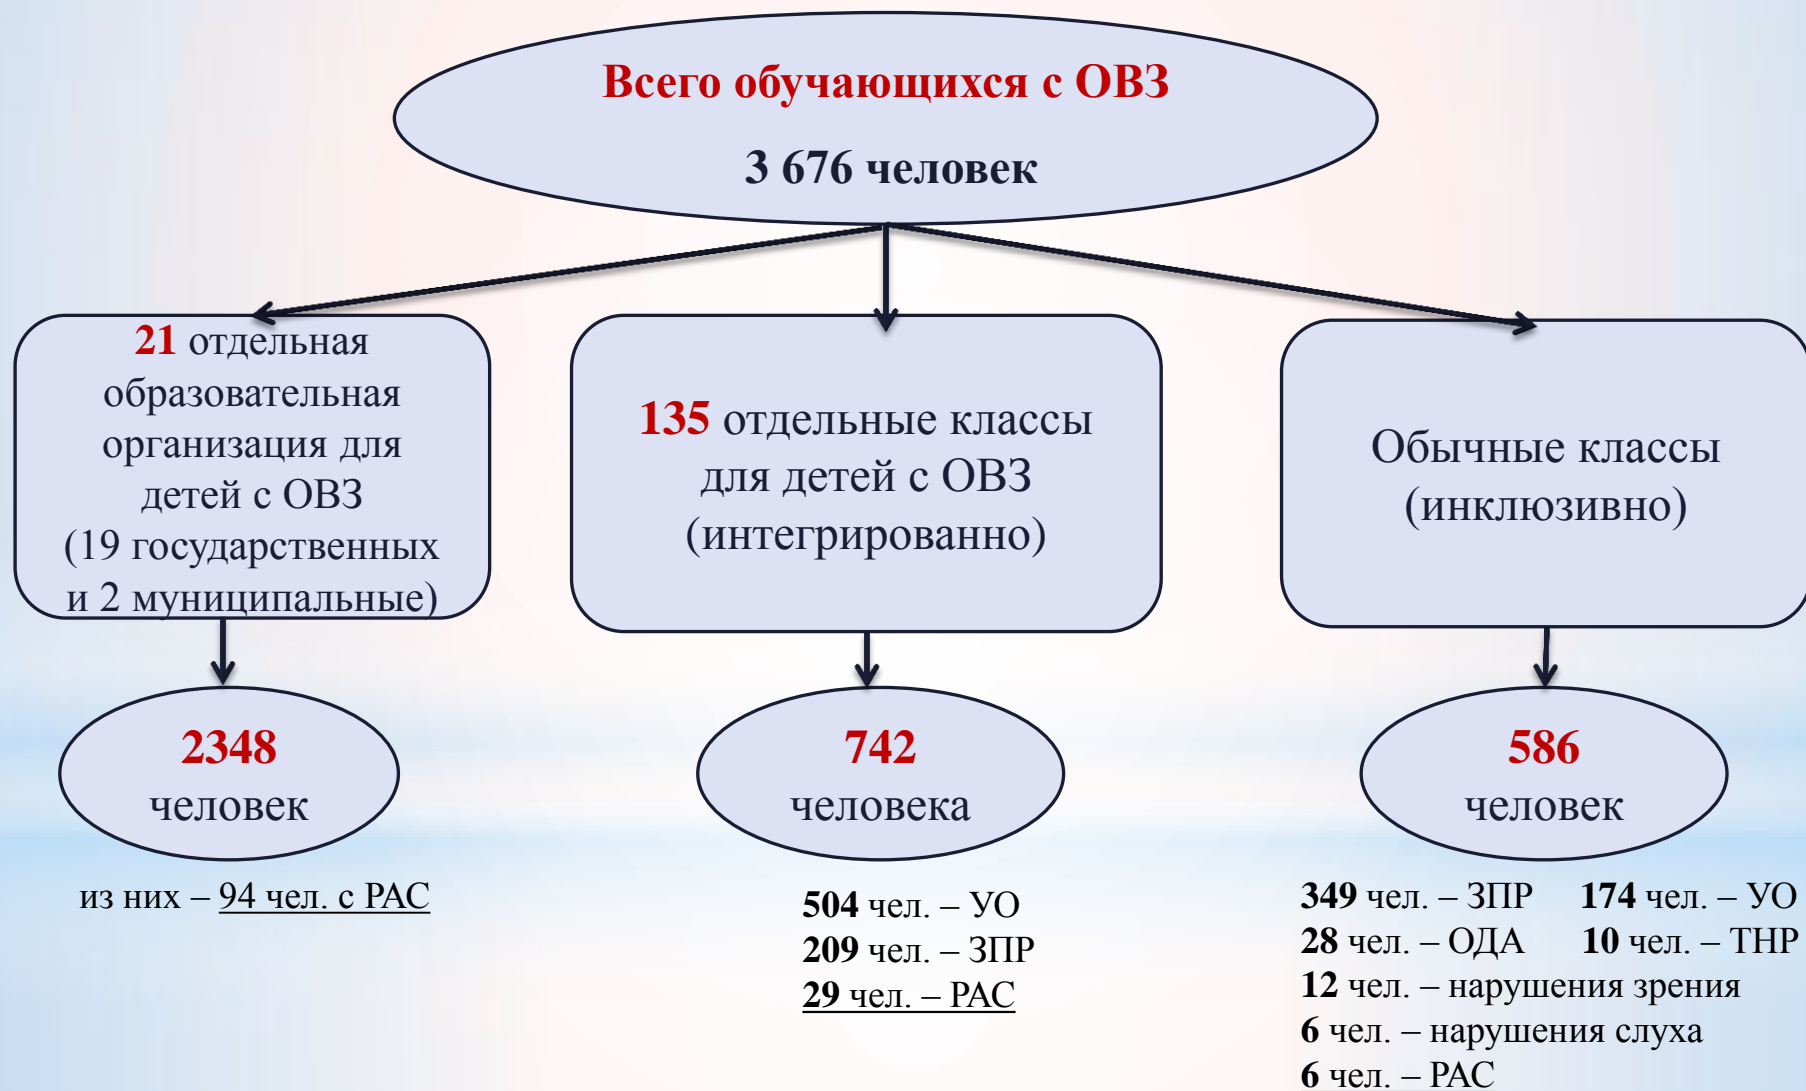 Всего обучающихся с ОВЗ
3 676 человек
21 отдельная
образовательная
организация для
детей с ОВЗ
(19 государственных
и 2 муниципальные)
135 отдельные классы
для детей с ОВЗ
(интегрированно)
Обычные классы
(инклюзивно)
2348
человек
742
человека
586
человек
из них – 94 чел. с РАС
504 чел. – УО
209 чел. – ЗПР
29 чел. – РАС
349 чел. – ЗПР 174 чел. – УО
28 чел. – ОДА 10 чел. – ТНР
12 чел. – нарушения зрения
6 чел. – нарушения слуха
6 чел. – РАС